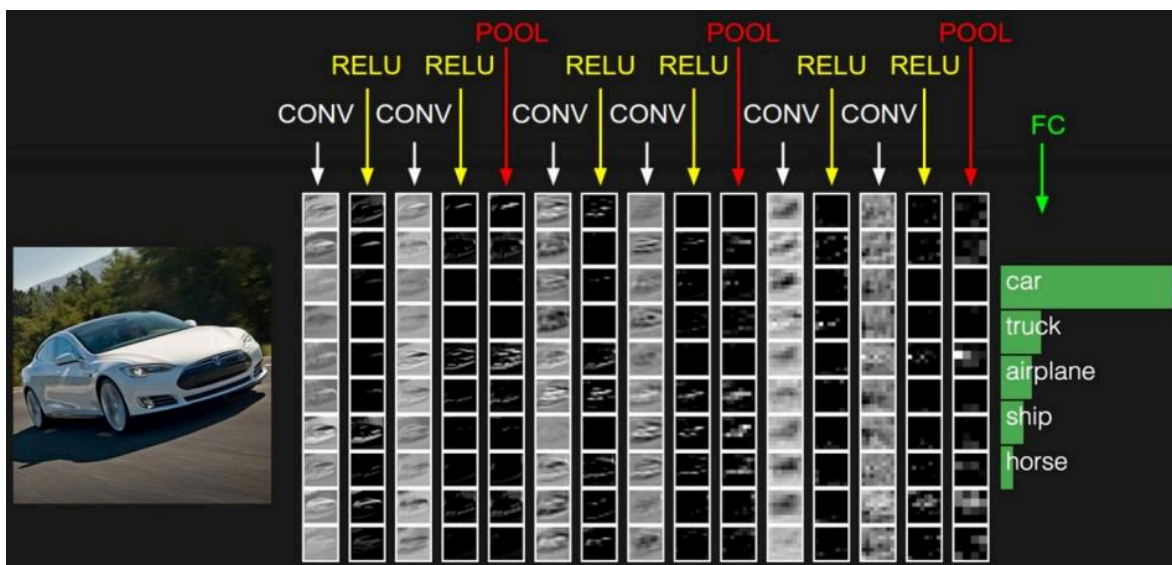 POOL POOL POOL
RELU RELU RELU RELU RELU RELU
CONV CONV CONV CONV CONV CONV
FC
car
truck
airplane
ship
horse